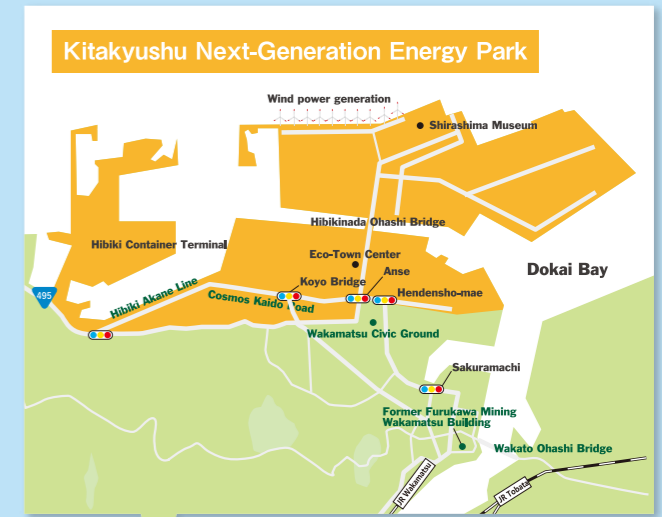 Kitakyushu Next-Generation Energy Park
Wind power generation
Shirashima Museum
Hibikinada Ohashi Bridge
Hibiki Container Terminal
Eco-Town Center
Dokai Bay
Anse
Koyo Bridge
495
Hibiki Akane Line
Cosmos Kaido Road
Hendensho-mae
Wakamatsu Civic Ground
Sakuramachi
Former Furukawa Mining
Wakamatsu Building
Wakato Ohashi Bridge
JR Wakamatsu
JR Tobata